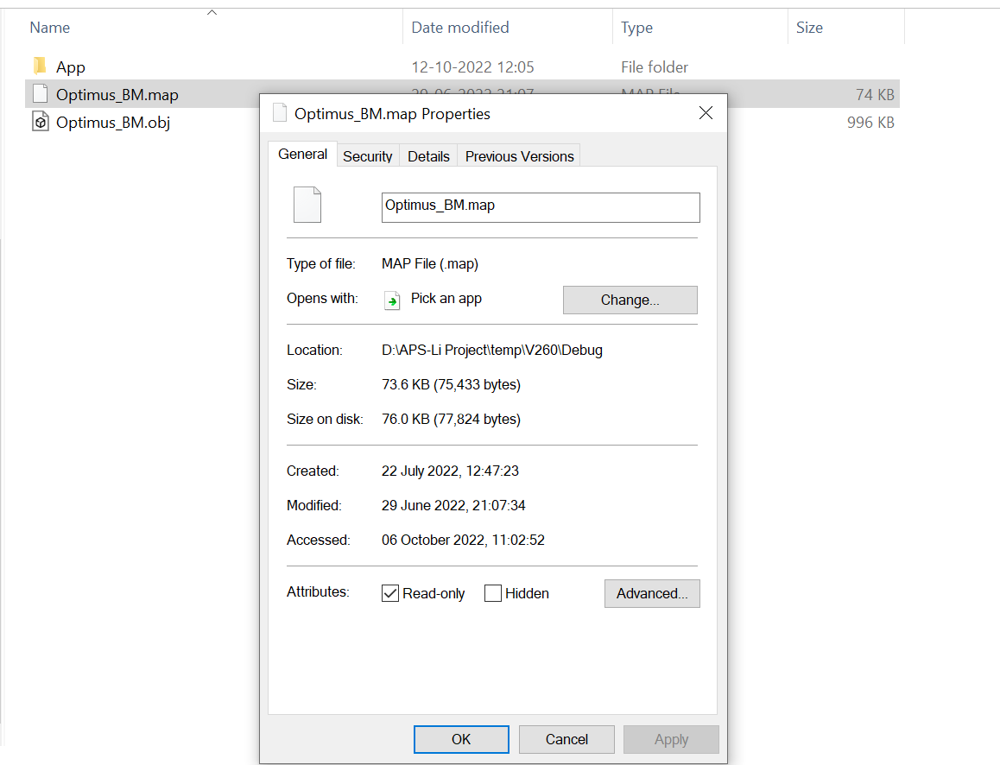 Name Date modified Type Size
App 12-10-2022 12:05 File folder
Optimus_BM.map 29-06-2022 21:07 MAP File 74 KB
Optimus_BM.obj 996 KB
Optimus_BM.map Properties
General Security Details Previous Versions
Optimus_BM.map
Type of file: MAP File (.map)
Opens with: Pick an app Change...
Location: D:\APS-Li Project\temp\V260\Debug
Size: 73.6 KB (75,433 bytes)
Size on disk: 76.0 KB (77,824 bytes)
Created: 22 July 2022, 12:47:23
Modified: 29 June 2022, 21:07:34
Accessed: 06 October 2022, 11:02:52
Attributes: Read-only Hidden Advanced...
OK Cancel Apply